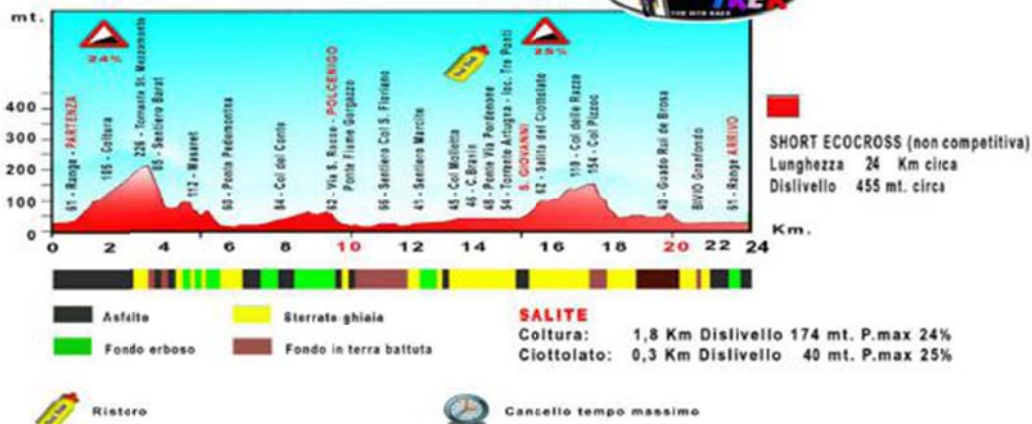 mt.
24%
25%
400
300
200
100
0
61 - Range - PARTENZA
105 - Coltura
226 - Torrente St. Mezzomonte
85 - Sentiero Barat
112 - Masaret
60 - Ponte Pedemontna
84 - Col del Conte
62 - Via S. Rocco - POLCENIGO
Ponte Fiume Gorgazzo
66 - Sentiero Col S. Floriano
41 - Sentiero Marcite
45 - Col Molletta
46 - C.Brevin
48 - Ponte Via Pordenone
54 - Torrente Artugna - loc. Tre Ponti
S. GIOVANNI
62 - Salita del Ciottolato
110 - Col delle Razze
154 - Col Pizzoc
40 - Guado Rui de Brosa
BIVIO Granfondo
61 - Range ARRIVO
0 2 4 6 8 10 12 14 16 18 20 22 24
Km.
SHORT ECOCROSS (non competitiva)
Lunghezza 24 Km circa
Dislivello 455 mt. circa
Asfalto
Sterrato-ghiaia
Fondo erboso
Fondo in terra battuta
SALITE
Coltura: 1,8 Km Dislivello 174 mt. P.max 24%
Ciottolato: 0,3 Km Dislivello 40 mt. P.max 25%
Ristoro
Cancello tempo massimo